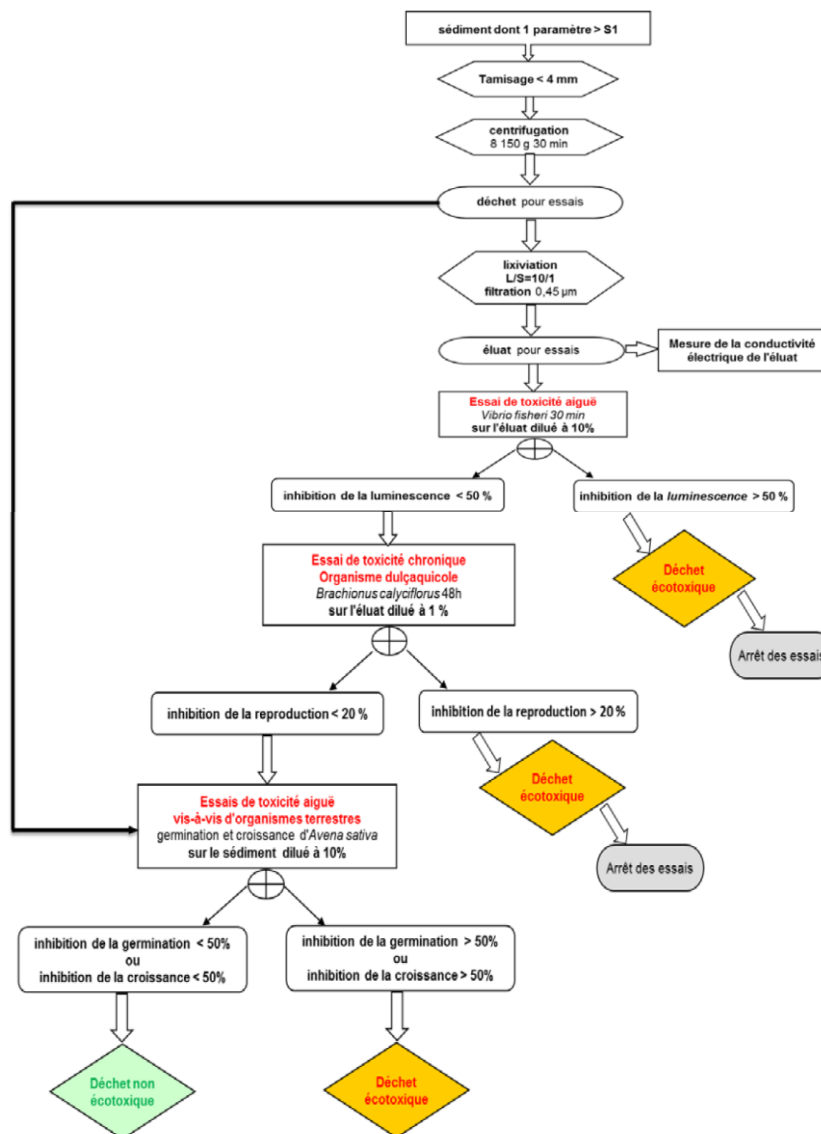 sédiment dont 1 paramètre > S1
Tamisage < 4 mm
centrifugation
8 150 g 30 min
déchet pour essais
lixiviation
L/S=10/1
filtration 0,45 µm
éluat pour essais
Mesure de la conductivité
électrique de l'éluat
Essai de toxicité aiguë
Vibrio fisheri 30 min
sur l'éluat dilué à 10%
inhibition de la luminescence < 50 %
inhibition de la luminescence > 50 %
Déchet
écotoxique
Arrêt des essais
Essai de toxicité chronique
Organisme dulçaquicole
Brachionus calyciflorus 48h
sur l'éluat dilué à 1 %
inhibition de la reproduction < 20 %
inhibition de la reproduction > 20 %
Déchet
écotoxique
Arrêt des essais
Essais de toxicité aiguë
vis-à-vis d'organismes terrestres
germination et croissance d'Avena sativa
sur le sédiment dilué à 10%
inhibition de la germination < 50%
ou
inhibition de la croissance < 50%
inhibition de la germination > 50%
ou
inhibition de la croissance > 50%
Déchet non
écotoxique
Déchet
écotoxique